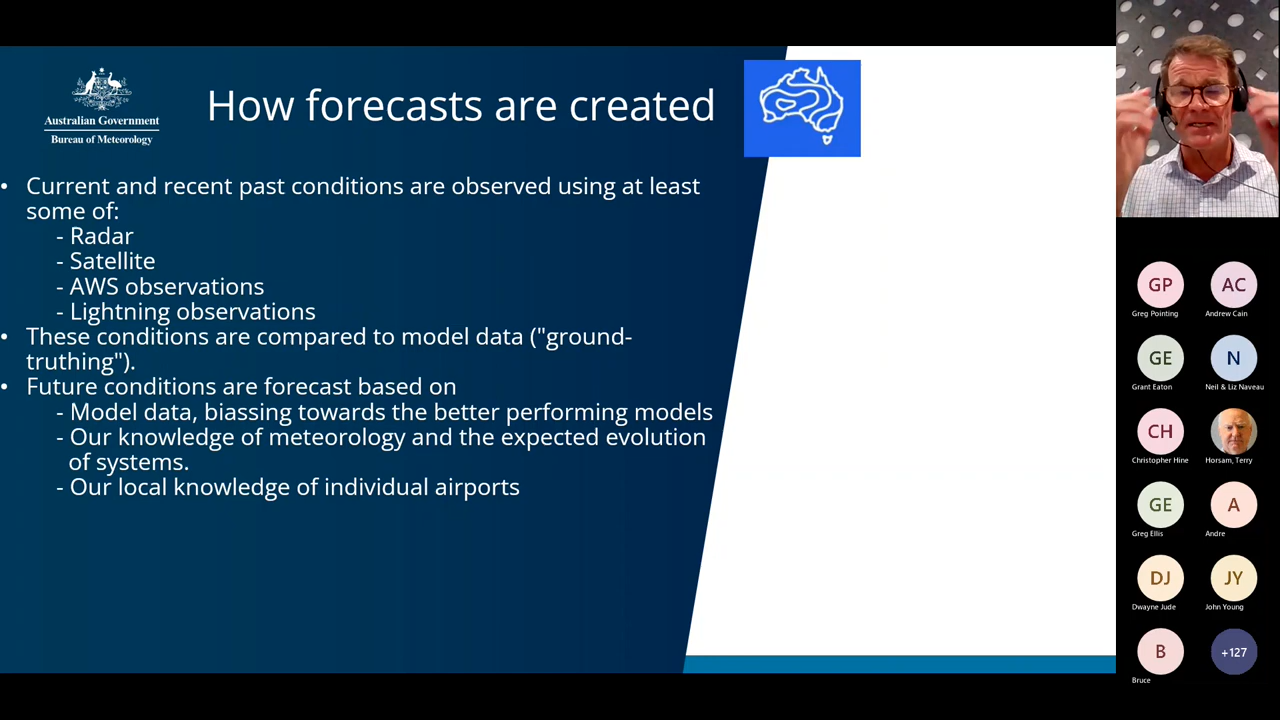 Australian Government
Bureau of Meteorology
How forecasts are created
• Current and recent past conditions are observed using at least
some of:
- Radar
- Satellite
- AWS observations
- Lightning observations
• These conditions are compared to model data ("ground-
truthing").
• Future conditions are forecast based on
- Model data, biassing towards the better performing models
- Our knowledge of meteorology and the expected evolution
of systems.
- Our local knowledge of individual airports
GP
AC
Greg Pointing
Andrew Cain
GE
N
Grant Eaton
Neil & Liz Naveau
CH
Christopher Hine
Horsam, Terry
GE
A
Greg Ellis
Andre
DJ
JY
Dwayne Jude
John Young
B
+127
Bruce